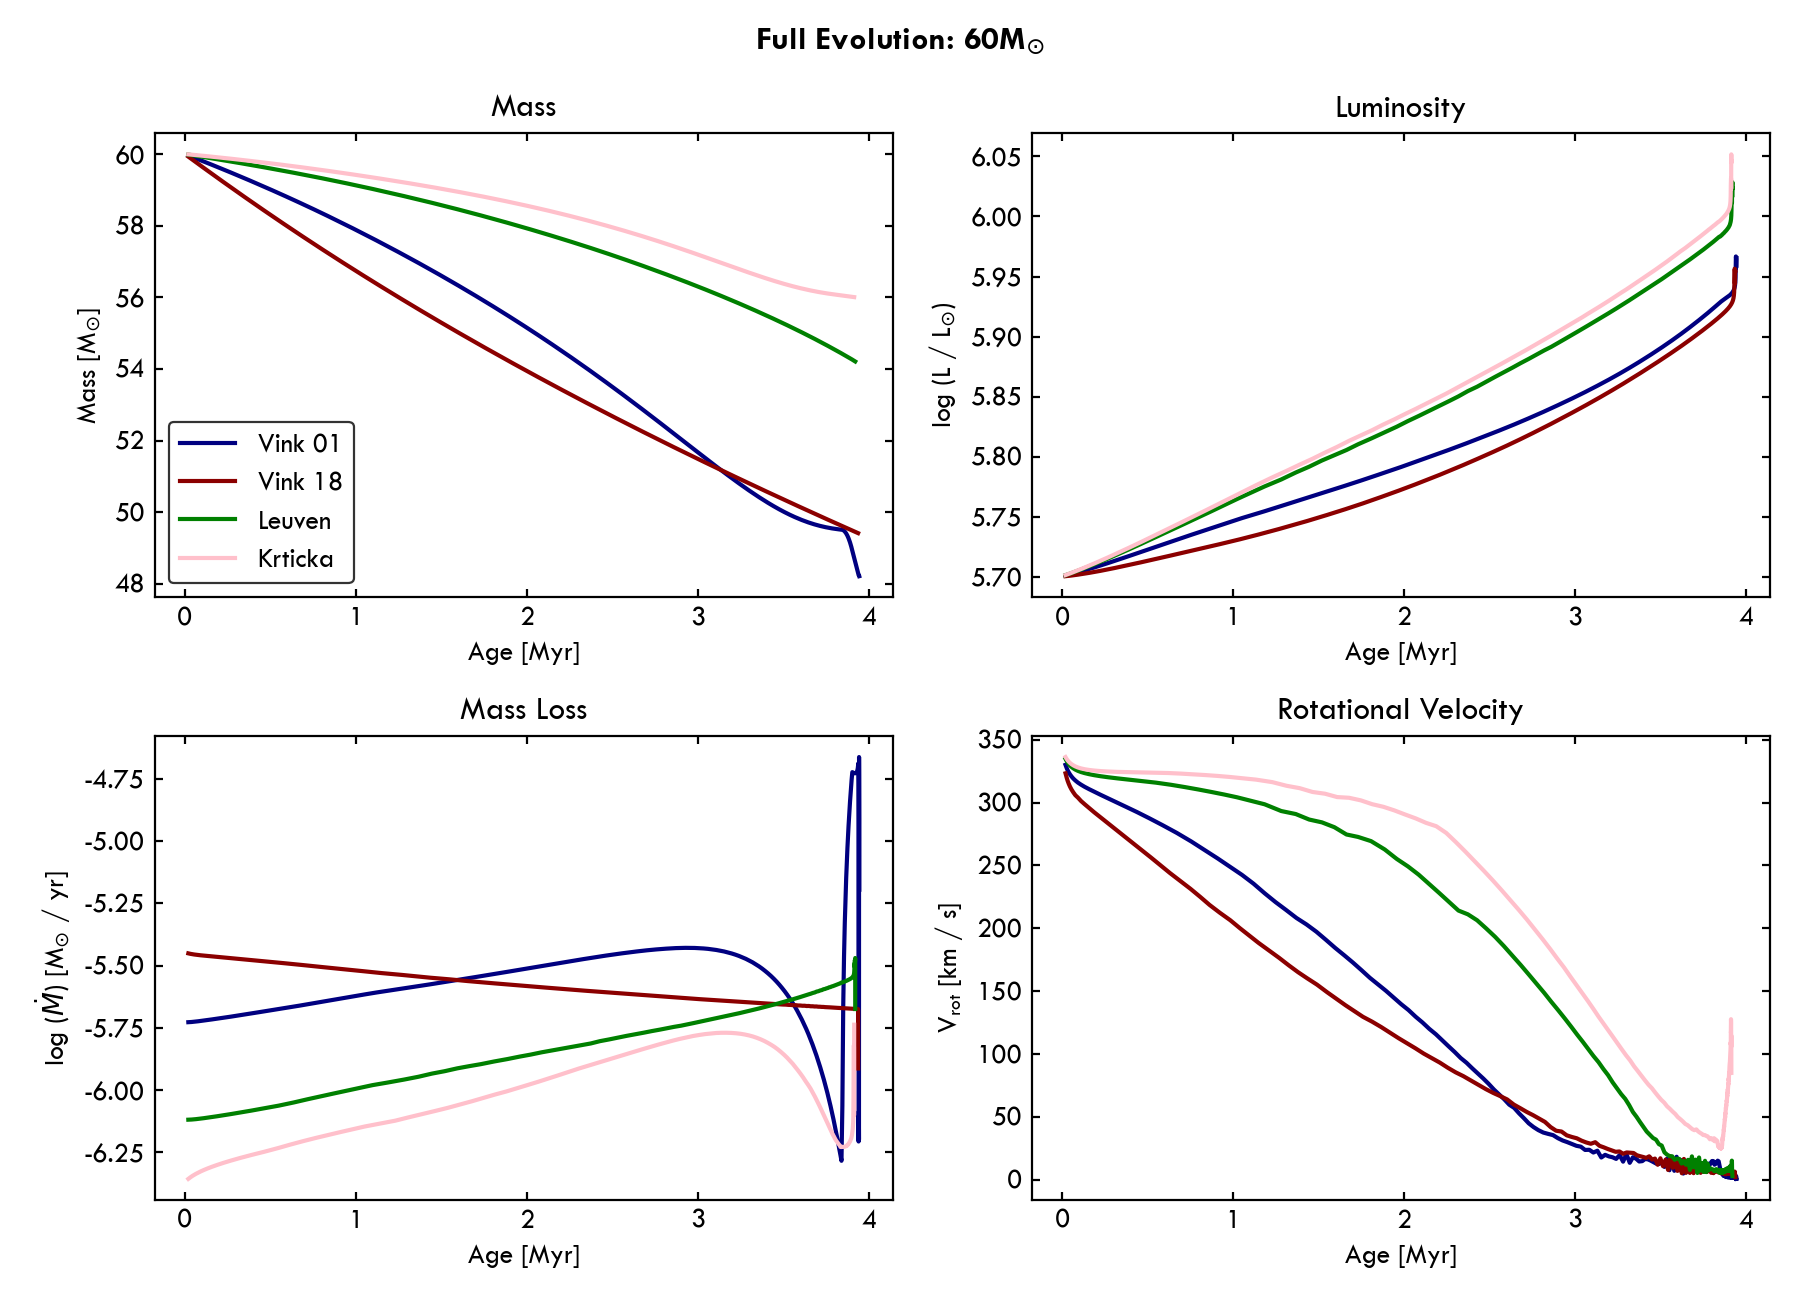 Full Evolution: 60M⊙
Mass
60
58
56
54
52
50
48
Mass [M⊙]
Vink 01
Vink 18
Leuven
Krticka
0 1 2 3 4
Age [Myr]
Luminosity
6.05
6.00
5.95
5.90
5.85
5.80
5.75
5.70
log (L / L⊙)
0 1 2 3 4
Age [Myr]
Mass Loss
-4.75
-5.00
-5.25
-5.50
-5.75
-6.00
-6.25
log (Ṁ) [M⊙ / yr]
0 1 2 3 4
Age [Myr]
Rotational Velocity
350
300
250
200
150
100
50
0
Vrot [km / s]
0 1 2 3 4
Age [Myr]